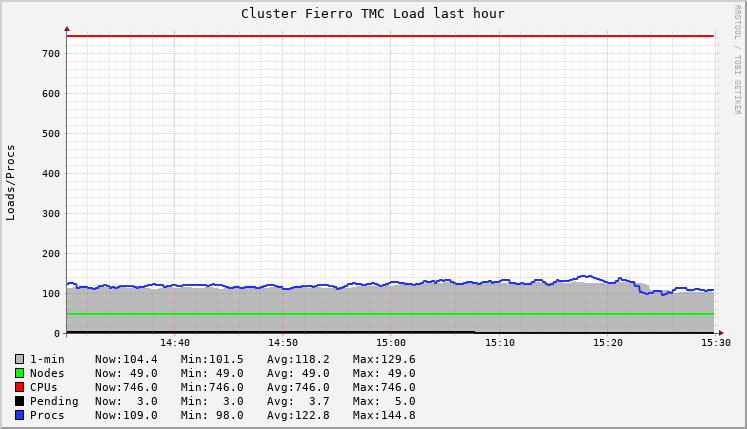 Cluster Fierro TMC Load last hour
RRDTOOL / TOBI OETIKER
Loads/Procs
700
600
500
400
300
200
100
0
14:40 14:50 15:00 15:10 15:20 15:30
1-min Now:104.4 Min:101.5 Avg:118.2 Max:129.6
Nodes Now: 49.0 Min: 49.0 Avg: 49.0 Max: 49.0
CPUs Now:746.0 Min:746.0 Avg:746.0 Max:746.0
Pending Now: 3.0 Min: 3.0 Avg: 3.7 Max: 5.0
Procs Now:109.0 Min: 98.0 Avg:122.8 Max:144.8